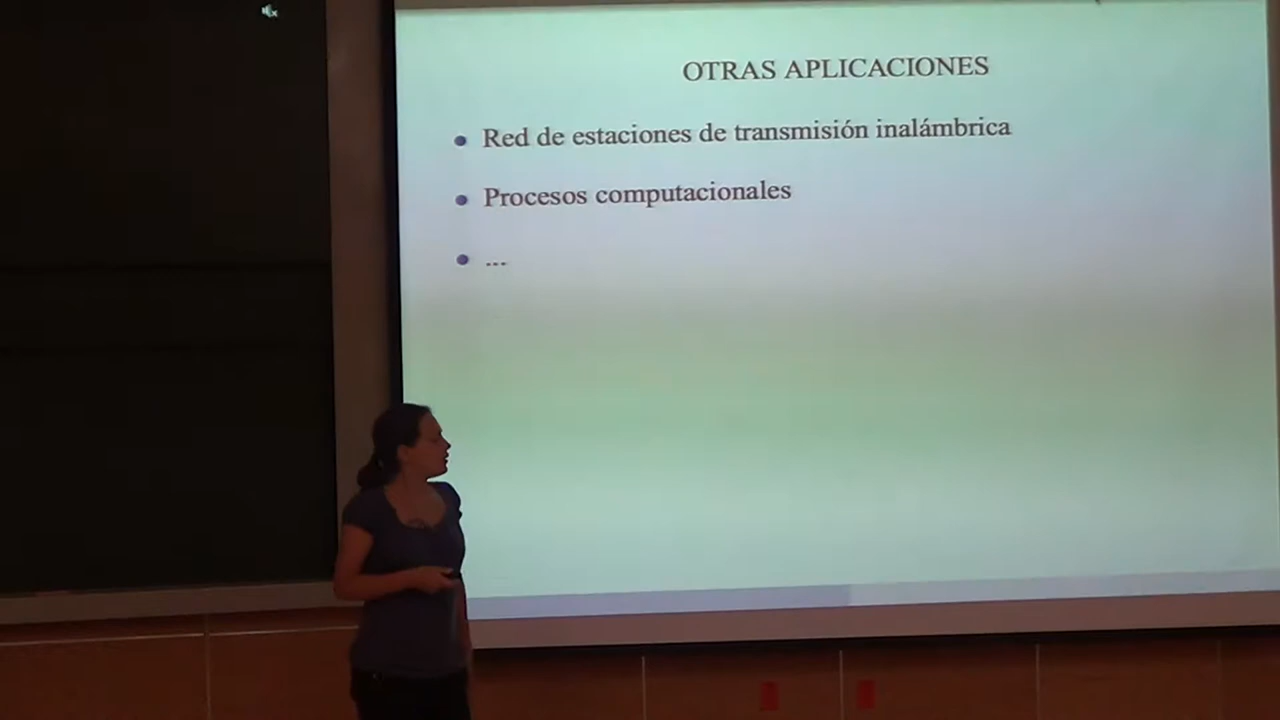 OTRAS APLICACIONES
Red de estaciones de transmisión inalámbrica
Procesos computacionales
...